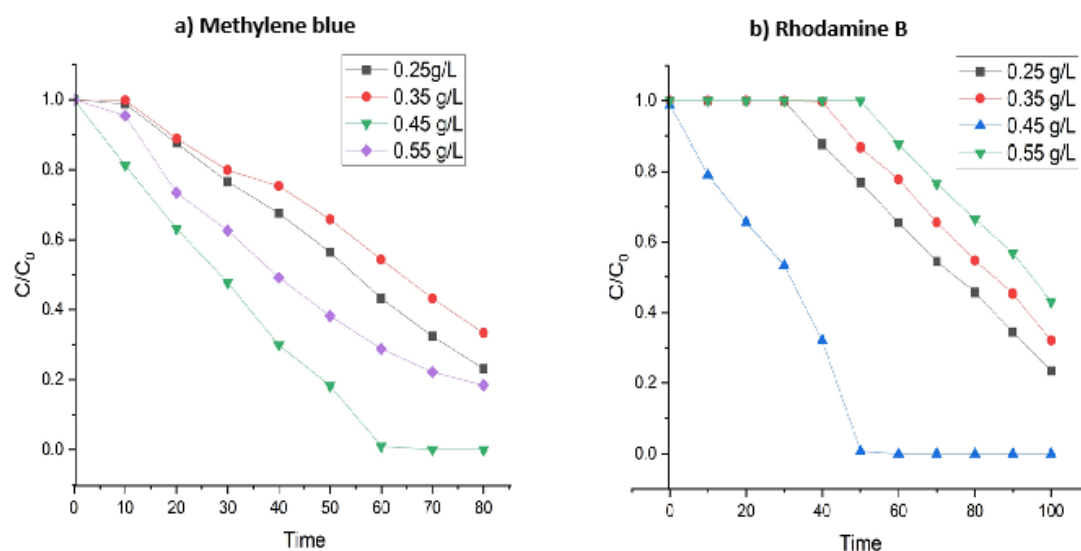 a) Methylene blue
0.25g/L
0.35 g/L
0.45 g/L
0.55 g/L
1.0
0.8
0.6
0.4
0.2
0.0
C/C0
0 10 20 30 40 50 60 70 80
Time
b) Rhodamine B
0.25 g/L
0.35 g/L
0.45 g/L
0.55 g/L
1.0
0.8
0.6
0.4
0.2
0.0
C/C0
0 20 40 60 80 100
Time